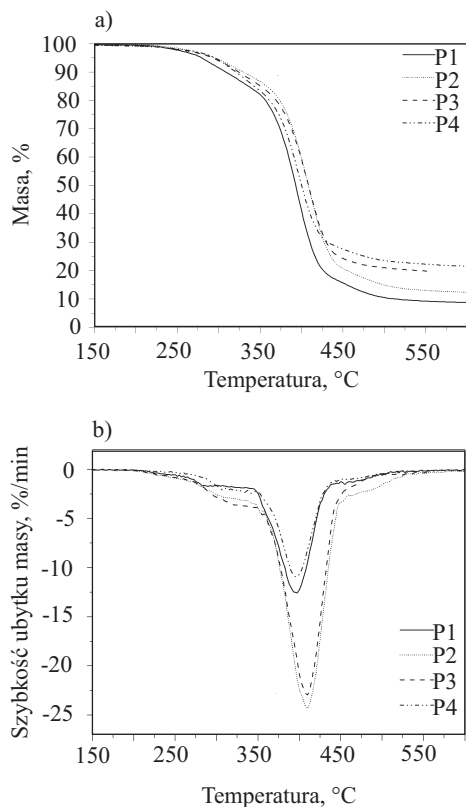 a)
100
90
80
70
60
50
40
30
20
10
0
Masa, %
P1
P2
P3
P4
150 250 350 450 550
Temperatura, °C
b)
0
-5
-10
-15
-20
-25
Szybkość ubytku masy, %/min
P1
P2
P3
P4
150 250 350 450 550
Temperatura, °C